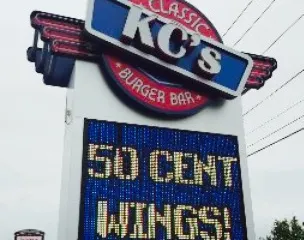 CLASSIC
KC's
BURGER BAR
50 CENT
WINGS!